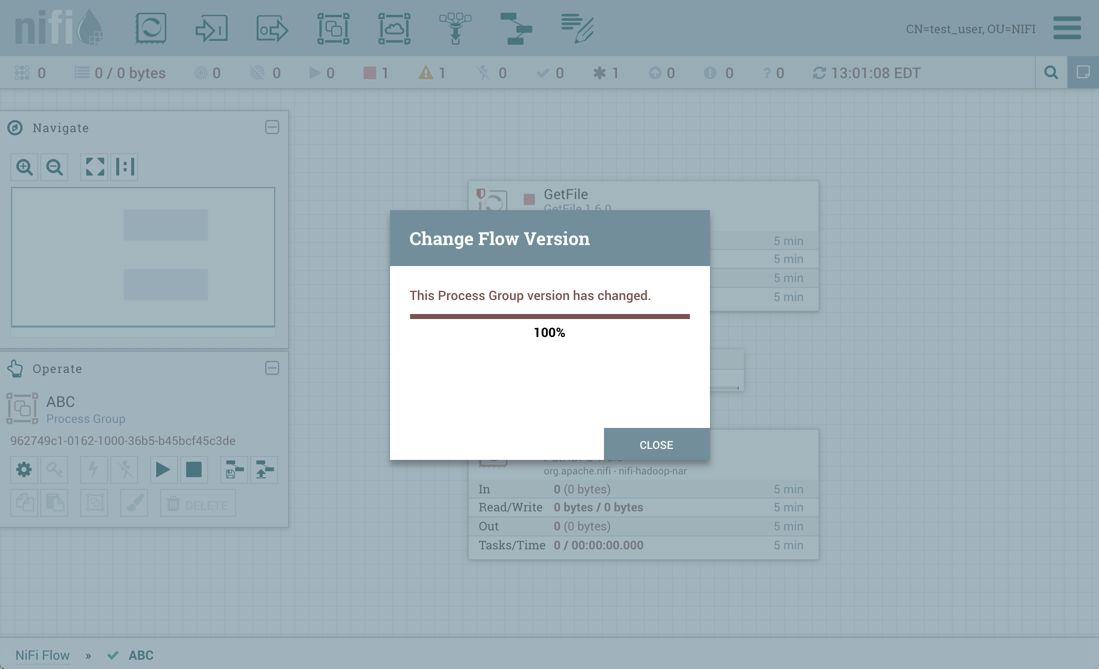 nifi
CN=test_user, OU=NIFI
0 0 / 0 bytes 0 0 0 1 1 0 0 1 0 0 ? 0 13:01:08 EDT
Navigate
GetFile
GetFile 1.6.0
5 min
5 min
5 min
5 min
Change Flow Version
This Process Group version has changed.
100%
CLOSE
Operate
ABC
Process Group
962749c1-0162-1000-36b5-b45bcf45c3de
DELETE
org.apache.nifi - nifi-hadoop-nar
In 0 (0 bytes) 5 min
Read/Write 0 bytes / 0 bytes 5 min
Out 0 (0 bytes) 5 min
Tasks/Time 0 / 00:00:00.000 5 min
NiFi Flow » ABC